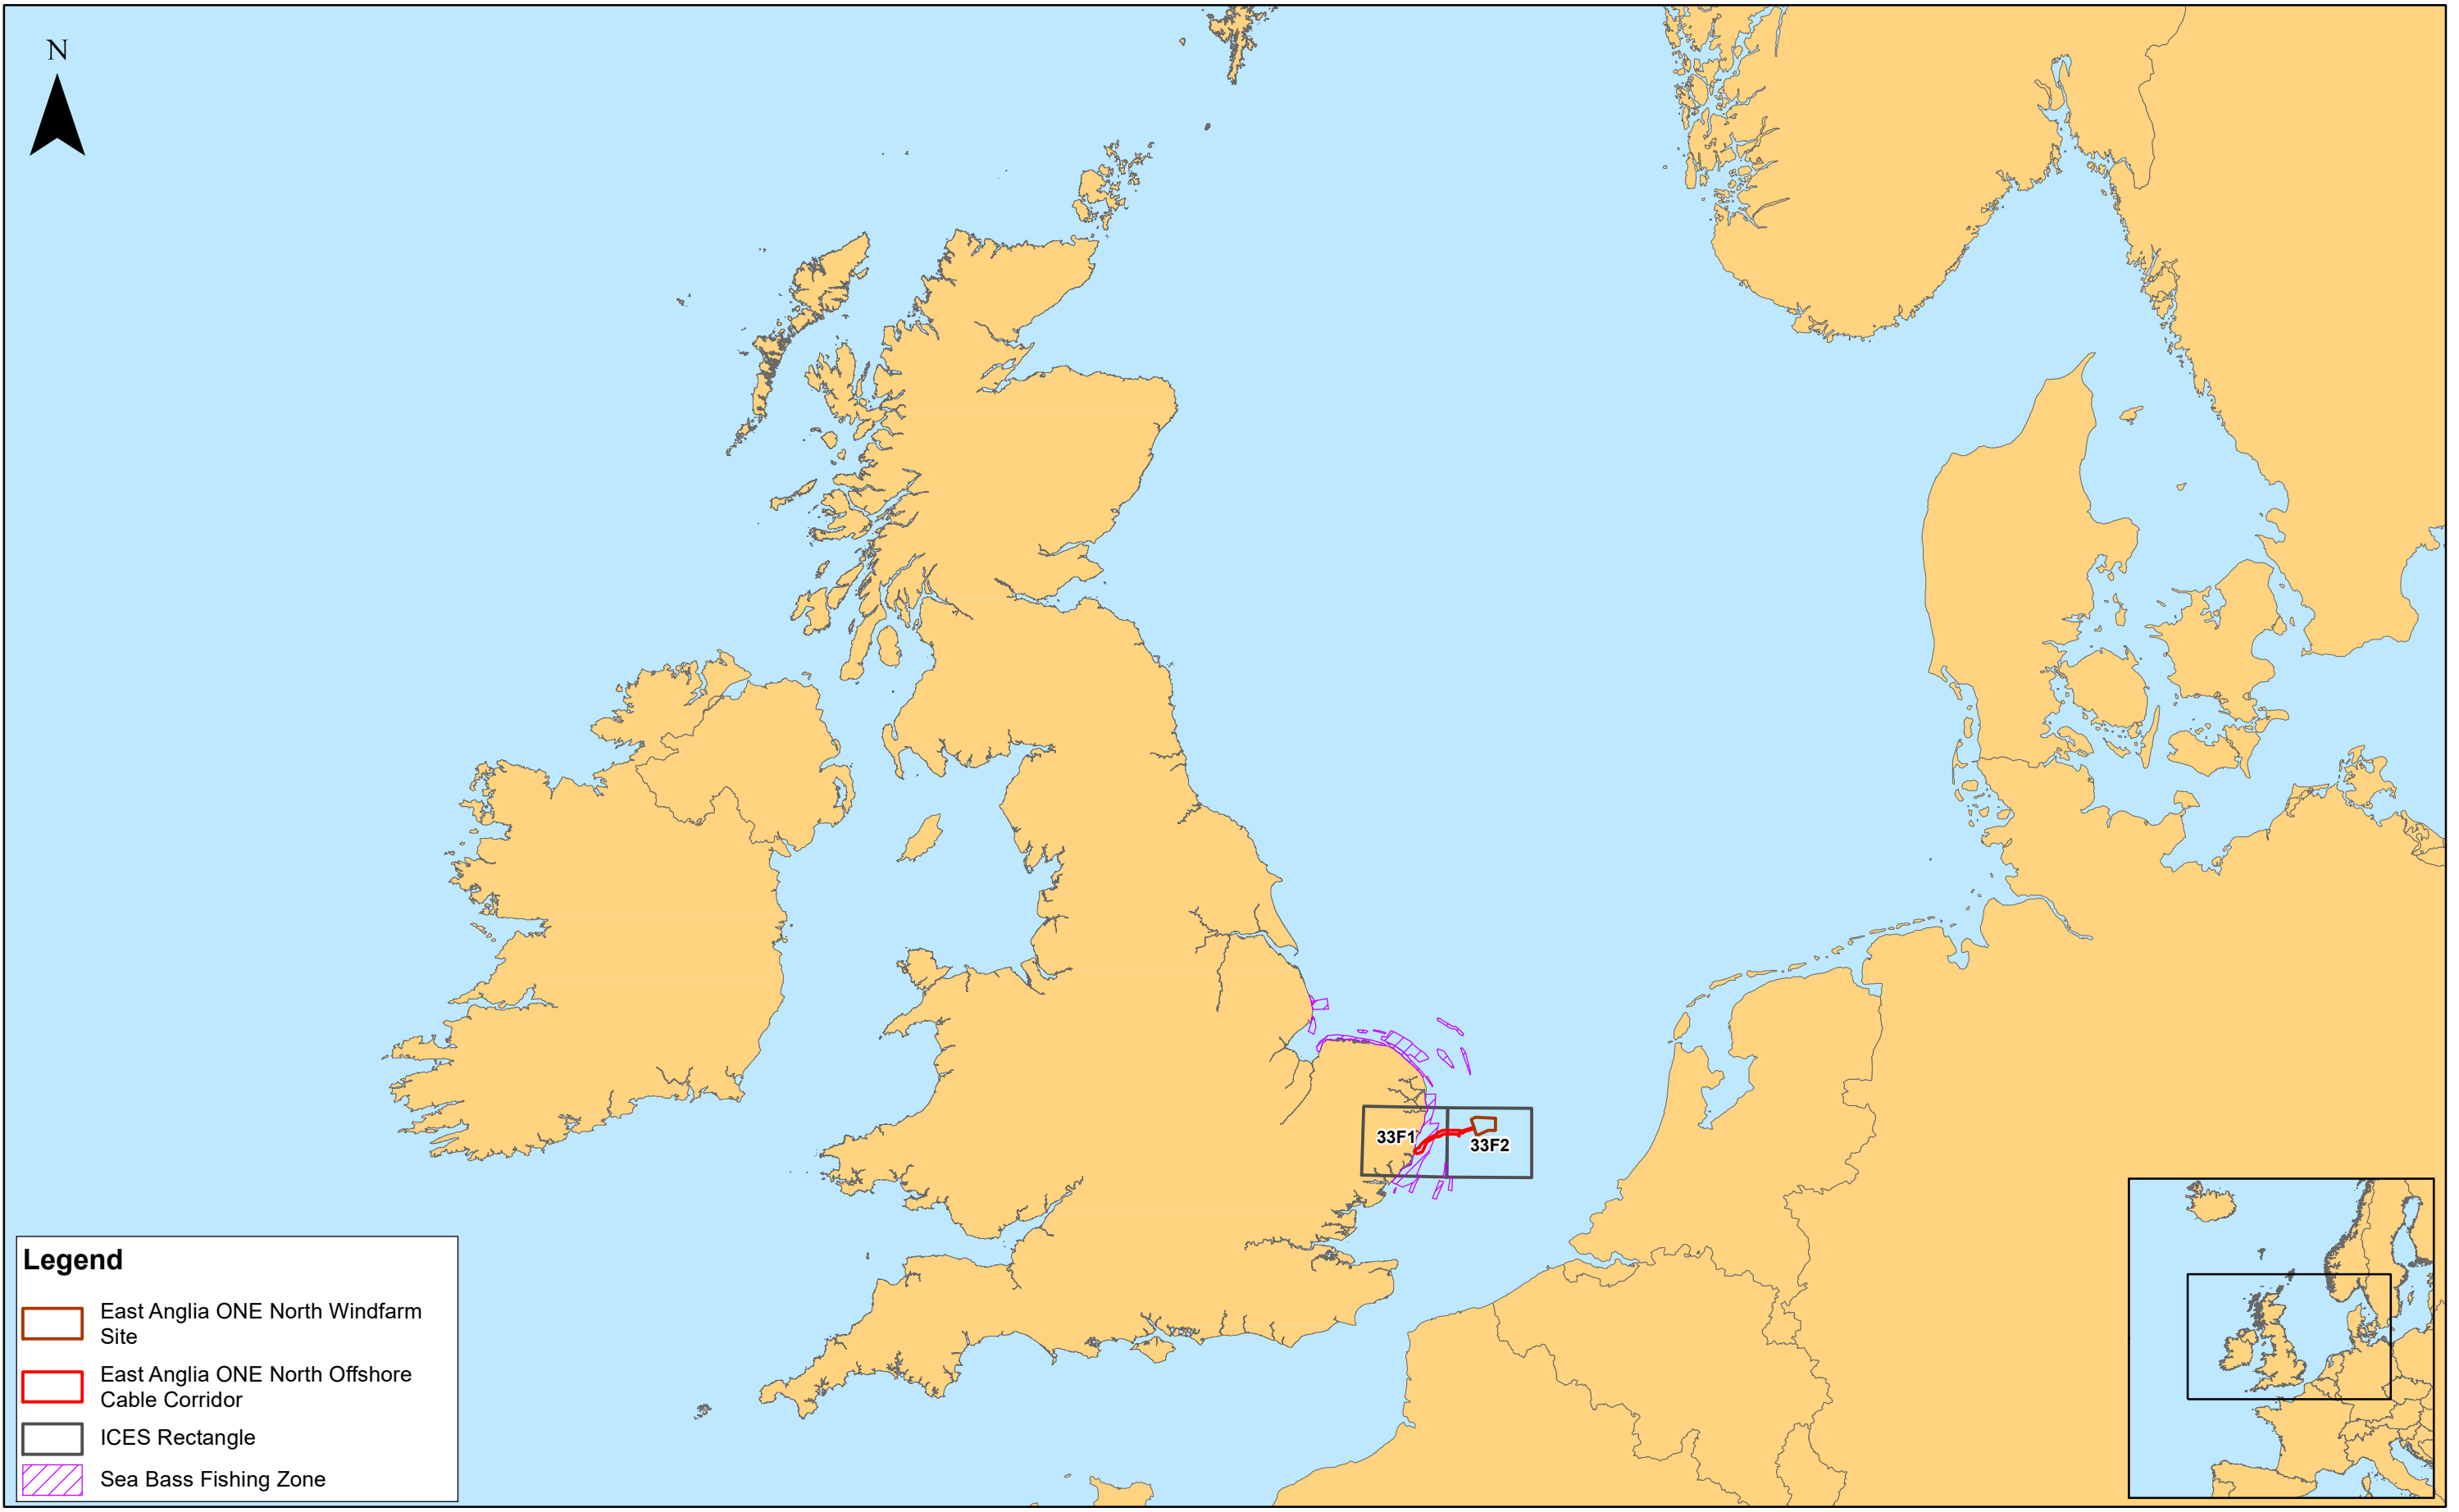 N
33F1
33F2
Legend
East Anglia ONE North Windfarm
Site
East Anglia ONE North Offshore
Cable Corridor
ICES Rectangle
Sea Bass Fishing Zone